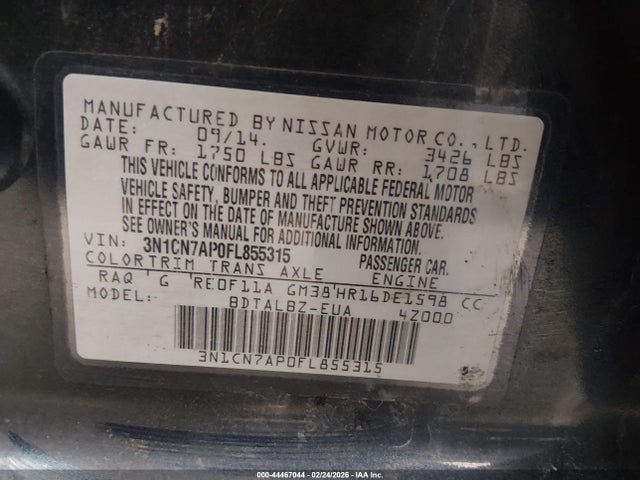 MANUFACTURED BY NISSAN MOTOR CO., LTD.
DATE: 09/14. GVWR: 3426 LBS
GAWR FR: 1750 LBS GAWR RR: 1708 LBS
THIS VEHICLE CONFORMS TO ALL APPLICABLE FEDERAL MOTOR
VEHICLE SAFETY, BUMPER AND THEFT PREVENTION STANDARDS
IN EFFECT ON THE DATE OF MANUFACTURE SHOWN ABOVE.
SEE OWNER'S MANUAL FOR ADDITIONAL INFORMATION.
VIN: 3N1CN7AP0FL855315 PASSENGER CAR.
COLOR TRIM TRANS AXLE ENGINE
RAQ G RE0F11A GM38 HR16DE1598 CC
MODEL: BDTALBZ-EUA 4Z000
3N1CN7AP0FL855315
000-44467044 | 02/24/2026 | IAA Inc.